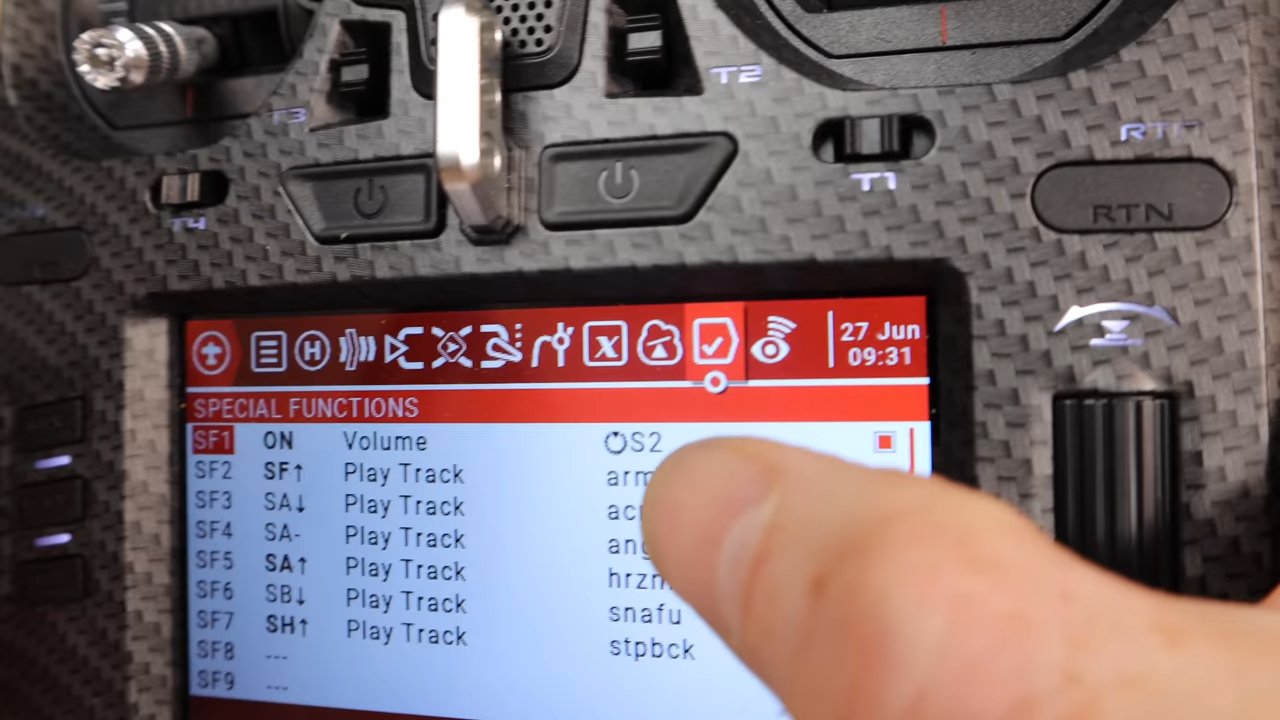 T2
T3
T1
T4
RTN
H
x
27 Jun
09:31
SPECIAL FUNCTIONS
SF1 ON Volume S2
SF2 SF↑ Play Track
SF3 SA↓ Play Track
SF4 SA- Play Track
SF5 SA↑ Play Track
SF6 SB↓ Play Track snafu
SF7 SH↑ Play Track stpbck
SF8 ---
SF9 ---